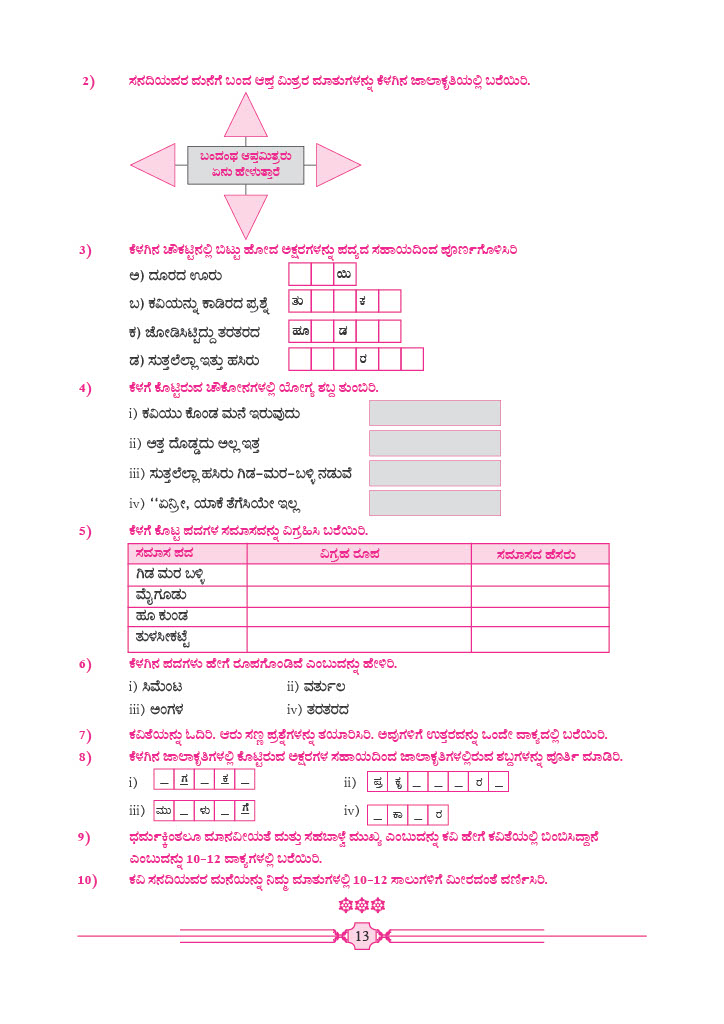 2) ಸನದಿಯವರ ಮನೆಗೆ ಬಂದ ಆಪ್ತ ಮಿತ್ರರ ಮಾತುಗಳನ್ನು ಕೆಳಗಿನ ಜಾಲಾಕೃತಿಯಲ್ಲಿ ಬರೆಯಿರಿ.
ಬಂದಂಥ ಆಪ್ತಮಿತ್ರರು
ಏನು ಹೇಳುತ್ತಾರೆ
3) ಕೆಳಗಿನ ಚೌಕಟ್ಟಿನಲ್ಲಿ ಬಿಟ್ಟು ಹೋದ ಅಕ್ಷರಗಳನ್ನು ಪದ್ಯದ ಸಹಾಯದಿಂದ ಪೂರ್ಣಗೊಳಿಸಿರಿ
ಅ) ದೂರದ ಊರು ಯಿ
ಬ) ಕವಿಯನ್ನು ಕಾಡಿರದ ಪ್ರಶ್ನೆ ತು ಕ
ಕ) ಜೋಡಿಸಿಟ್ಟಿದ್ದು ತರತರದ ಹೂ ಡ
ಡ) ಸುತ್ತಲೆಲ್ಲಾ ಇತ್ತು ಹಸಿರು ರ
4) ಕೆಳಗೆ ಕೊಟ್ಟಿರುವ ಚೌಕೋನಗಳಲ್ಲಿ ಯೋಗ್ಯ ಶಬ್ದ ತುಂಬಿರಿ.
i) ಕವಿಯು ಕೊಂಡ ಮನೆ ಇರುವುದು
ii) ಆತ್ತ ದೊಡ್ಡದು ಅಲ್ಲ ಇತ್ತ
iii) ಸುತ್ತಲೆಲ್ಲಾ ಹಸಿರು ಗಿಡ-ಮರ-ಬಳ್ಳಿ ನಡುವೆ
iv) ‘‘ಏನ್ರೀ, ಯಾಕೆ ತೆಗೆಸಿಯೇ ಇಲ್ಲ
5) ಕೆಳಗೆ ಕೊಟ್ಟ ಪದಗಳ ಸಮಾಸವನ್ನು ವಿಗ್ರಹಿಸಿ ಬರೆಯಿರಿ.
ಸಮಾಸ ಪದ ವಿಗ್ರಹ ರೂಪ ಸಮಾಸದ ಹೆಸರು
ಗಿಡ ಮರ ಬಳ್ಳಿ
ಮೈಗೂಡು
ಹೂ ಕುಂಡ
ತುಳಸೀಕಟ್ಟೆ
6) ಕೆಳಗಿನ ಪದಗಳು ಹೇಗೆ ರೂಪಗೊಂಡಿವೆ ಎಂಬುದನ್ನು ಹೇಳಿರಿ.
i) ಸಿಮೆಂಟ ii) ವರ್ತುಲ
iii) ಅಂಗಳ iv) ತರತರದ
7) ಕವಿತೆಯನ್ನು ಓದಿರಿ. ಆರು ಸಣ್ಣ ಪ್ರಶ್ನೆಗಳನ್ನು ತಯಾರಿಸಿರಿ. ಅವುಗಳಿಗೆ ಉತ್ತರವನ್ನು ಒಂದೇ ವಾಕ್ಯದಲ್ಲಿ ಬರೆಯಿರಿ.
8) ಕೆಳಗಿನ ಜಾಲಾಕೃತಿಗಳಲ್ಲಿ ಕೊಟ್ಟಿರುವ ಅಕ್ಷರಗಳ ಸಹಾಯದಿಂದ ಜಾಲಾಕೃತಿಗಳಲ್ಲಿರುವ ಶಬ್ದಗಳನ್ನು ಪೂರ್ತಿ ಮಾಡಿರಿ.
i) _ ಗ _ ಕ _ ii) ಪ್ರ ಕೃ _ _ _ ರ _
iii) ಮು _ ಳು _ ಗೆ iv) _ ಕಾ _ ರ
9) ಧರ್ಮಕ್ಕಿಂತಲೂ ಮಾನವೀಯತೆ ಮತ್ತು ಸಹಬಾಳ್ವೆ ಮುಖ್ಯ ಎಂಬುದನ್ನು ಕವಿ ಹೇಗೆ ಕವಿತೆಯಲ್ಲಿ ಬಿಂಬಿಸಿದ್ದಾನೆ
ಎಂಬುದನ್ನು 10-12 ವಾಕ್ಯಗಳಲ್ಲಿ ಬರೆಯಿರಿ.
10) ಕವಿ ಸನದಿಯವರ ಮನೆಯನ್ನು ನಿಮ್ಮ ಮಾತುಗಳಲ್ಲಿ 10-12 ಸಾಲುಗಳಿಗೆ ಮೀರದಂತೆ ವರ್ಣಿಸಿರಿ.
13